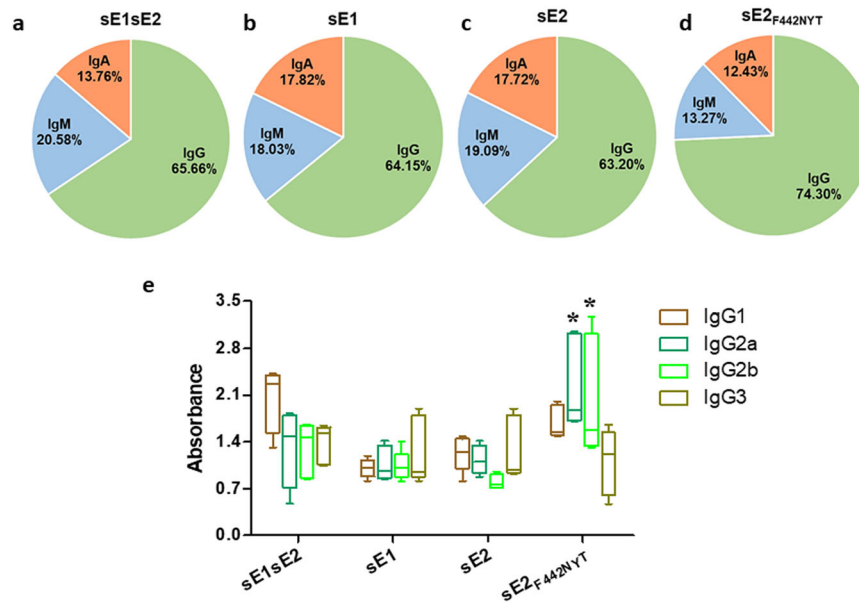 a
sE1sE2
IgA
13.76%
IgM
20.58%
IgG
65.66%
b
sE1
IgA
17.82%
IgM
18.03%
IgG
64.15%
c
sE2
IgA
17.72%
IgM
19.09%
IgG
63.20%
d
sE2F442NYT
IgA
12.43%
IgM
13.27%
IgG
74.30%
e
Absorbance
3.5
2.8
2.1
1.4
0.7
0.0
* *
sE1sE2
sE1
sE2
sE2F442NYT
IgG1
IgG2a
IgG2b
IgG3